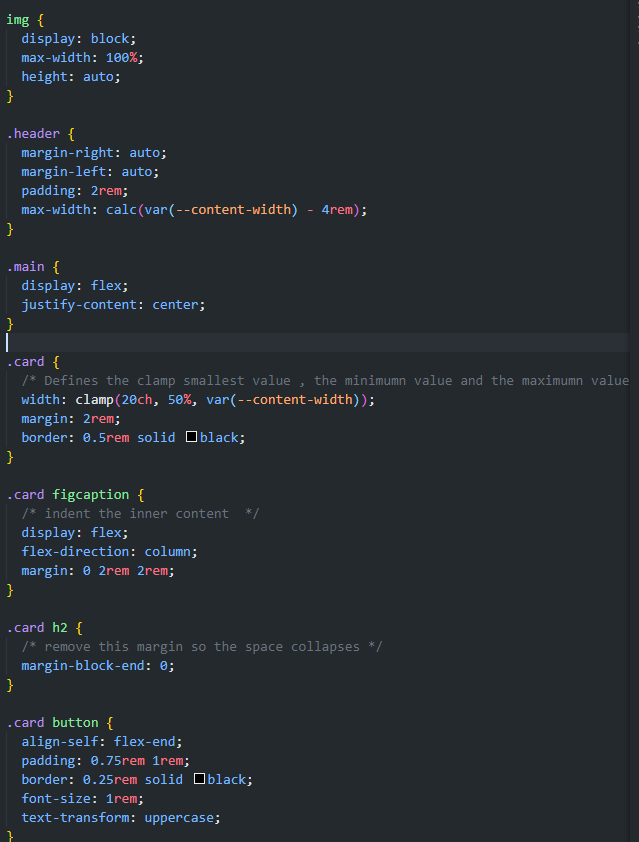 img {
display: block;
max-width: 100%;
height: auto;
}
.header {
margin-right: auto;
margin-left: auto;
padding: 2rem;
max-width: calc(var(--content-width) - 4rem);
}
.main {
display: flex;
justify-content: center;
}
.card {
/* Defines the clamp smallest value , the minimumn value and the maximumn value
width: clamp(20ch, 50%, var(--content-width));
margin: 2rem;
border: 0.5rem solid black;
}
.card figcaption {
/* indent the inner content  */
display: flex;
flex-direction: column;
margin: 0 2rem 2rem;
}
.card h2 {
/* remove this margin so the space collapses */
margin-block-end: 0;
}
.card button {
align-self: flex-end;
padding: 0.75rem 1rem;
border: 0.25rem solid black;
font-size: 1rem;
text-transform: uppercase;
}